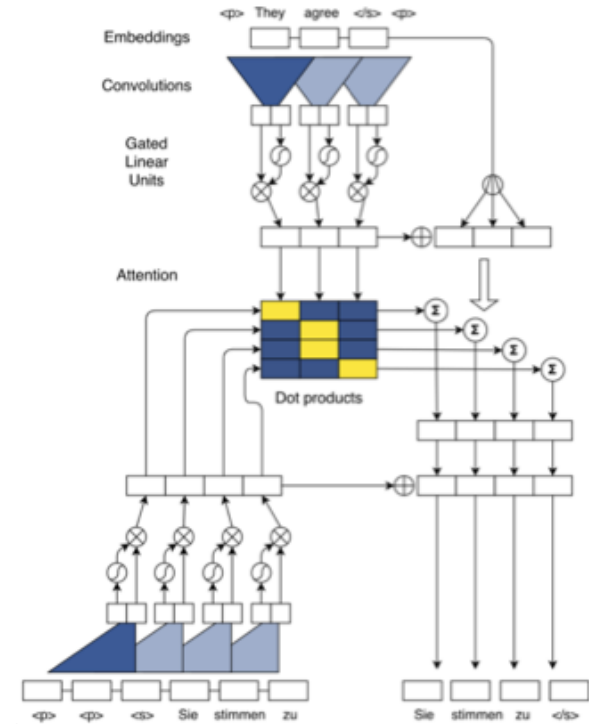 <p> They agree </s> <p>
Embeddings
Convolutions
Gated
Linear
Units
Attention
Σ
Σ
Σ
Σ
Dot products
<p> <p> <s> Sie stimmen zu
Sie stimmen zu </s>